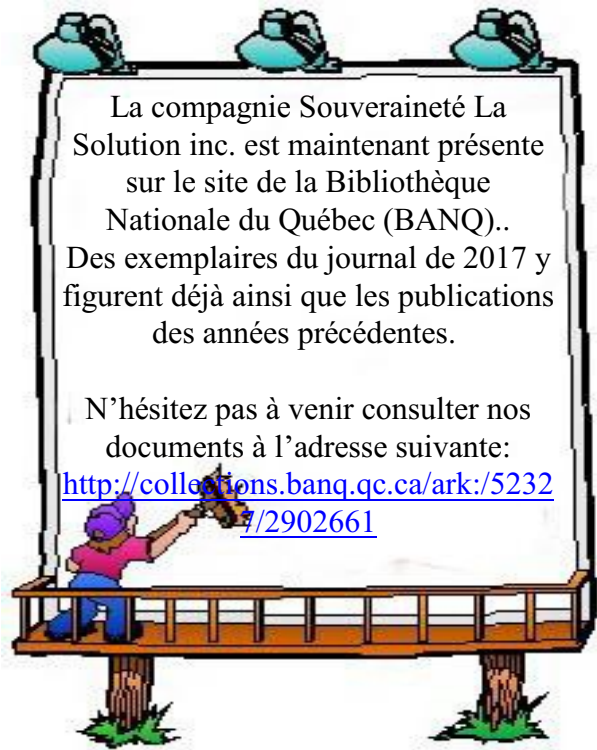 La compagnie Souveraineté La
Solution inc. est maintenant présente
sur le site de la Bibliothèque
Nationale du Québec (BANQ)..
Des exemplaires du journal de 2017 y
figurent déjà ainsi que les publications
des années précédentes.
N’hésitez pas à venir consulter nos
documents à l’adresse suivante:
http://collections.banq.qc.ca/ark:/5232
7/2902661